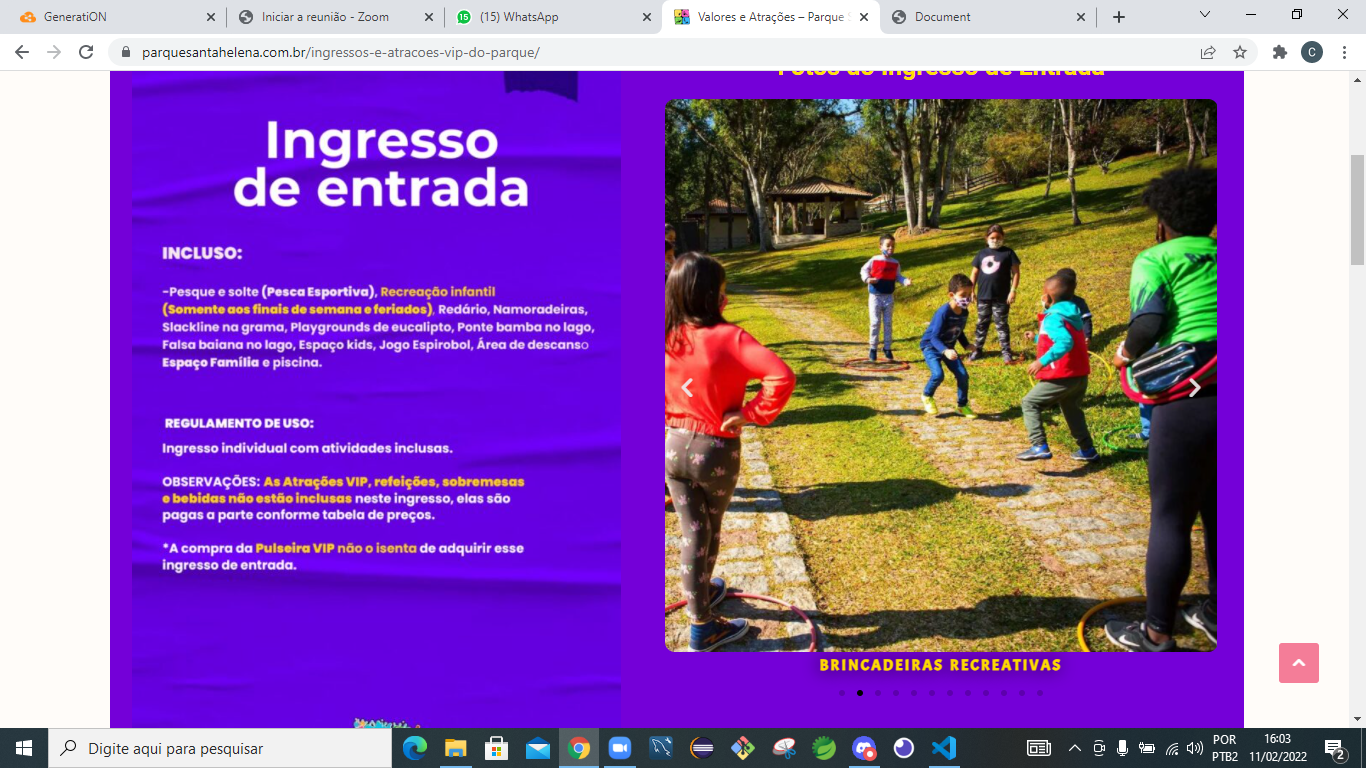 GeneratiON
Iniciar a reunião - Zoom
(15) WhatsApp
Valores e Atrações – Parque S
Document
parquesantahelena.com.br/ingressos-e-atracoes-vip-do-parque/
C
Fotos do Ingresso de Entrada
Ingresso
de entrada
INCLUSO:
-Pesque e solte (Pesca Esportiva), Recreação infantil
(Somente aos finais de semana e feriados), Redário, Namoradeiras,
Slackline na grama, Playgrounds de eucalipto, Ponte bamba no lago,
Falsa baiana no lago, Espaço kids, Jogo Espirobol, Área de descanso
Espaço Família e piscina.
REGULAMENTO DE USO:
Ingresso individual com atividades inclusas.
OBSERVAÇÕES: As Atrações VIP, refeições, sobremesas
e bebidas não estão inclusas neste ingresso, elas são
pagas a parte conforme tabela de preços.
*A compra da Pulseira VIP não o isenta de adquirir esse
ingresso de entrada.
BRINCADEIRAS RECREATIVAS
Digite aqui para pesquisar
POR
PTB2
16:03
11/02/2022
2